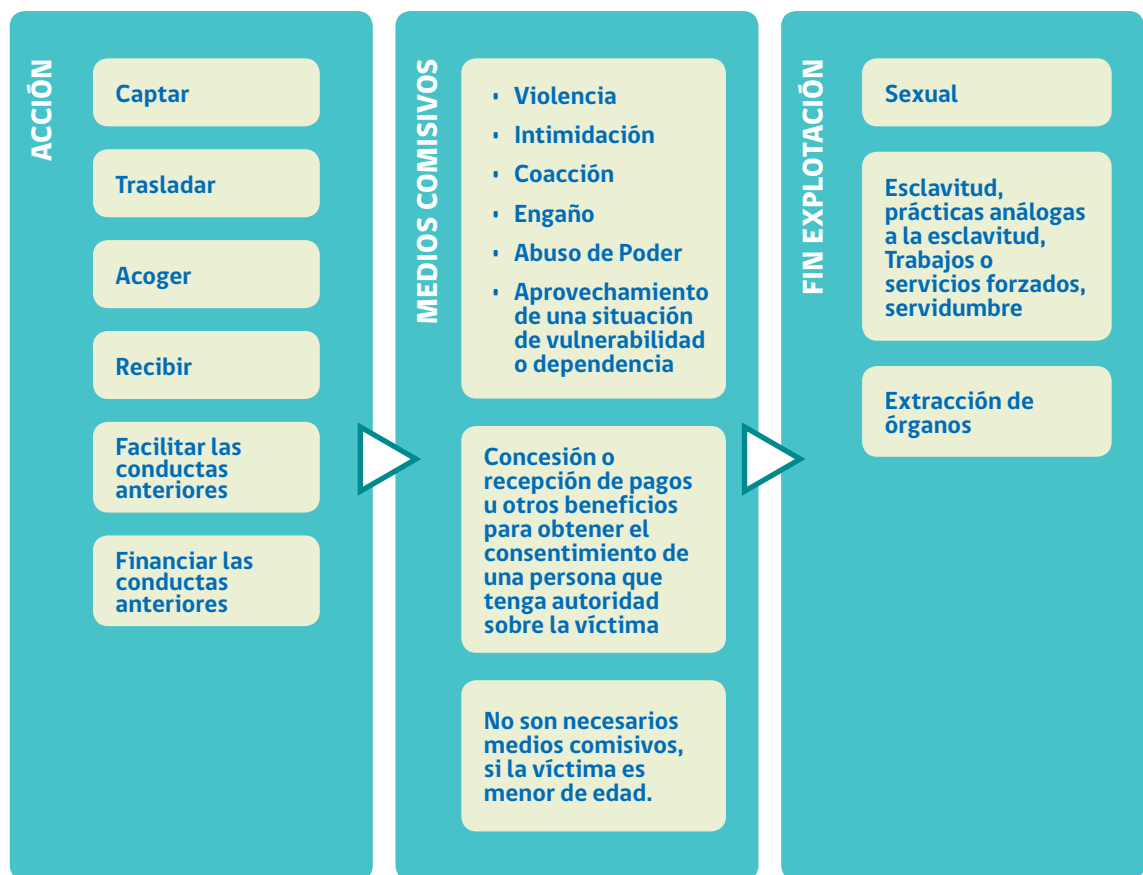 ACCIÓN
Captar
Trasladar
Acoger
Recibir
Facilitar las
conductas
anteriores
Financiar las
conductas
anteriores
MEDIOS COMISIVOS
· Violencia
· Intimidación
· Coacción
· Engaño
· Abuso de Poder
· Aprovechamiento
de una situación
de vulnerabilidad
o dependencia
Concesión o
recepción de pagos
u otros beneficios
para obtener el
consentimiento de
una persona que
tenga autoridad
sobre la víctima
No son necesarios
medios comisivos,
si la víctima es
menor de edad.
FIN EXPLOTACIÓN
Sexual
Esclavitud,
prácticas análogas
a la esclavitud,
Trabajos o
servicios forzados,
servidumbre
Extracción de
órganos